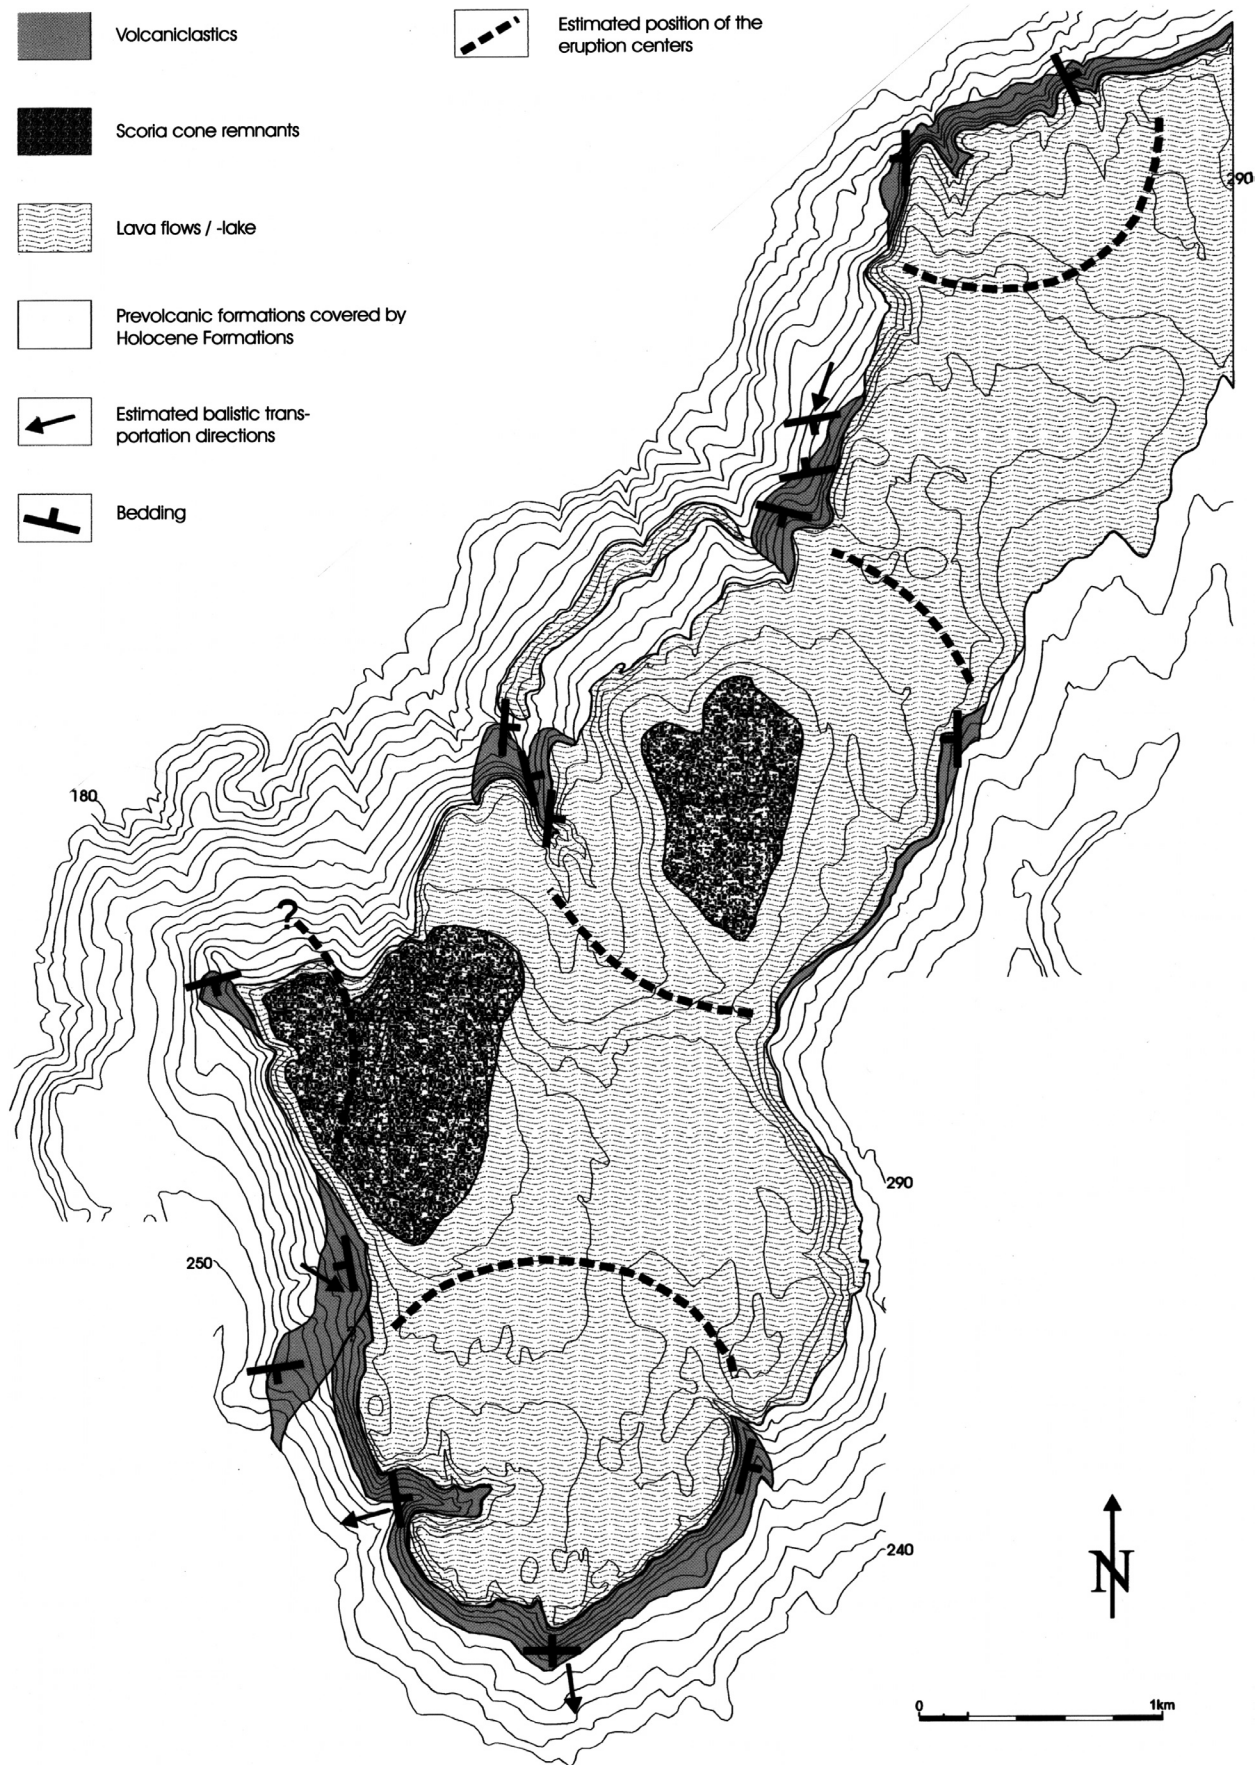 Volcaniclastics
Estimated position of the
eruption centers
Scoria cone remnants
Lava flows / -lake
Prevolcanic formations covered by
Holocene Formations
Estimated balistic trans-
portation directions
Bedding
290
180
?
290
250
?
240
N
0 1km